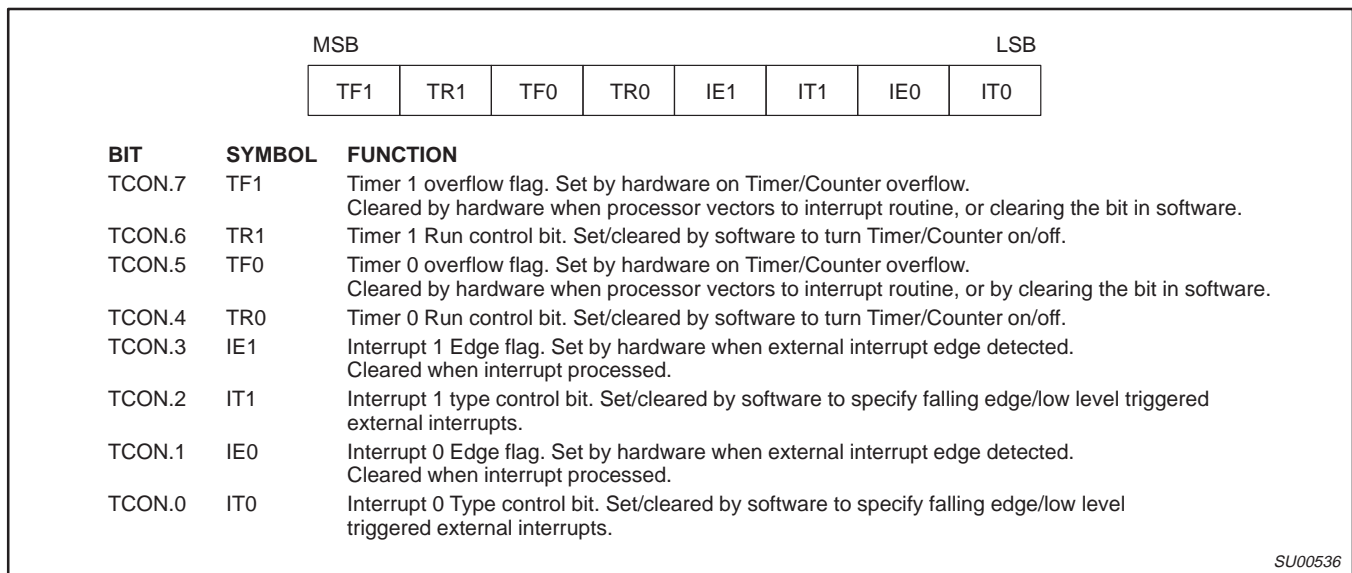 MSB LSB
TF1 TR1 TF0 TR0 IE1 IT1 IE0 IT0
BIT SYMBOL FUNCTION
TCON.7 TF1 Timer 1 overflow flag. Set by hardware on Timer/Counter overflow.
Cleared by hardware when processor vectors to interrupt routine, or clearing the bit in software.
TCON.6 TR1 Timer 1 Run control bit. Set/cleared by software to turn Timer/Counter on/off.
TCON.5 TF0 Timer 0 overflow flag. Set by hardware on Timer/Counter overflow.
Cleared by hardware when processor vectors to interrupt routine, or by clearing the bit in software.
TCON.4 TR0 Timer 0 Run control bit. Set/cleared by software to turn Timer/Counter on/off.
TCON.3 IE1 Interrupt 1 Edge flag. Set by hardware when external interrupt edge detected.
Cleared when interrupt processed.
TCON.2 IT1 Interrupt 1 type control bit. Set/cleared by software to specify falling edge/low level triggered
external interrupts.
TCON.1 IE0 Interrupt 0 Edge flag. Set by hardware when external interrupt edge detected.
Cleared when interrupt processed.
TCON.0 IT0 Interrupt 0 Type control bit. Set/cleared by software to specify falling edge/low level
triggered external interrupts.
SU00536